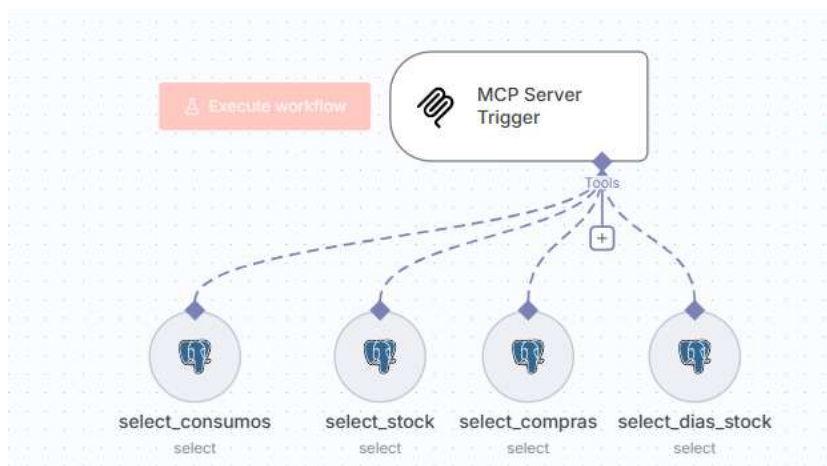 Execute workflow
MCP Server
Trigger
Tools
+
select_consumos
select
select_stock
select
select_compras
select
select_dias_stock
select